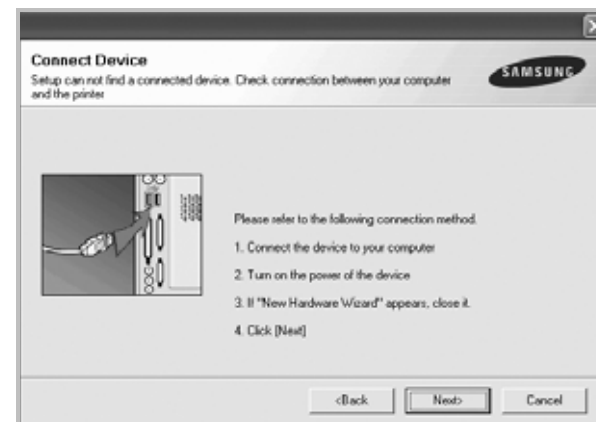 Connect Device
Setup can not find a connected device. Check connection between your computer
and the printer
SAMSUNG
Please refer to the following connection method.
1. Connect the device to your computer
2. Turn on the power of the device
3. If "New Hardware Wizard" appears, close it.
4. Click [Next]
<Back
Next>
Cancel